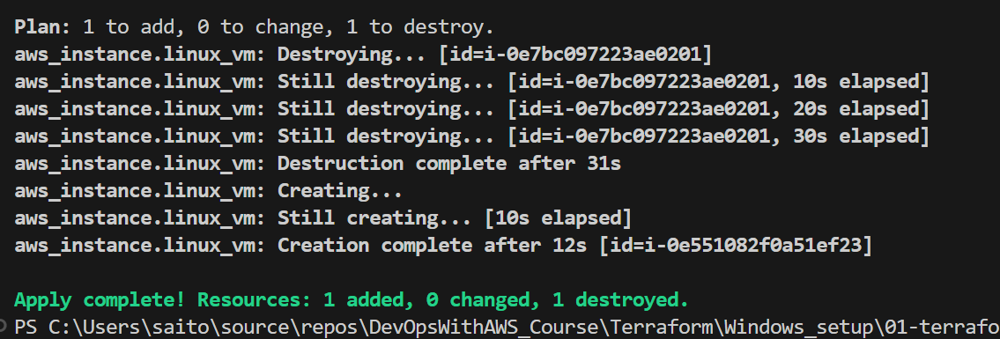 Plan: 1 to add, 0 to change, 1 to destroy.
aws_instance.linux_vm: Destroying... [id=i-0e7bc097223ae0201]
aws_instance.linux_vm: Still destroying... [id=i-0e7bc097223ae0201, 10s elapsed]
aws_instance.linux_vm: Still destroying... [id=i-0e7bc097223ae0201, 20s elapsed]
aws_instance.linux_vm: Still destroying... [id=i-0e7bc097223ae0201, 30s elapsed]
aws_instance.linux_vm: Destruction complete after 31s
aws_instance.linux_vm: Creating...
aws_instance.linux_vm: Still creating... [10s elapsed]
aws_instance.linux_vm: Creation complete after 12s [id=i-0e551082f0a51ef23]
Apply complete! Resources: 1 added, 0 changed, 1 destroyed.
PS C:\Users\saito\source\repos\DevOpsWithAWS_Course\Terraform\Windows_setup\01-terrafo